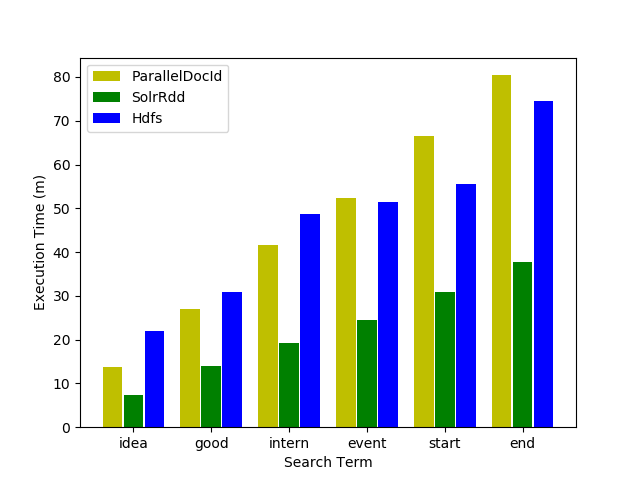 ParallelDocId
SolrRdd
Hdfs
80
70
60
50
40
30
20
10
0
Execution Time (m)
idea good intern event start end
Search Term